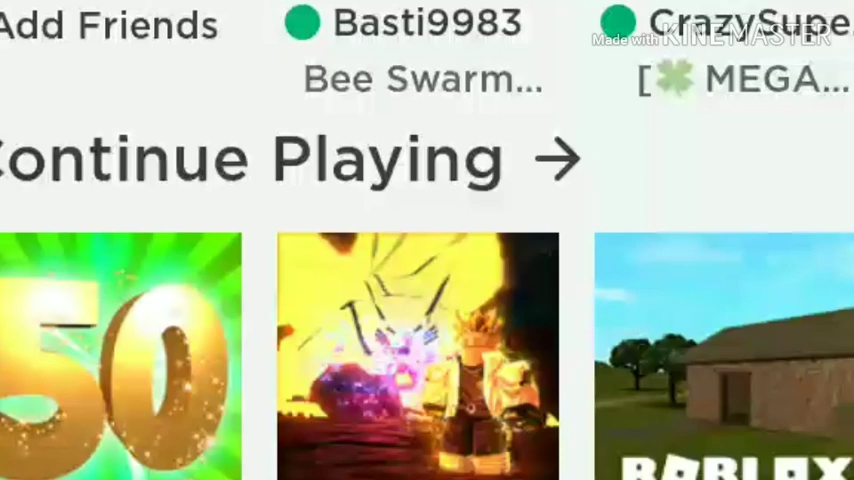 Add Friends
Basti9983
CrazySupe...
Made with KINEMASTER
Bee Swarm...
[🍀 MEGA...
Continue Playing →
50
ROBLOX